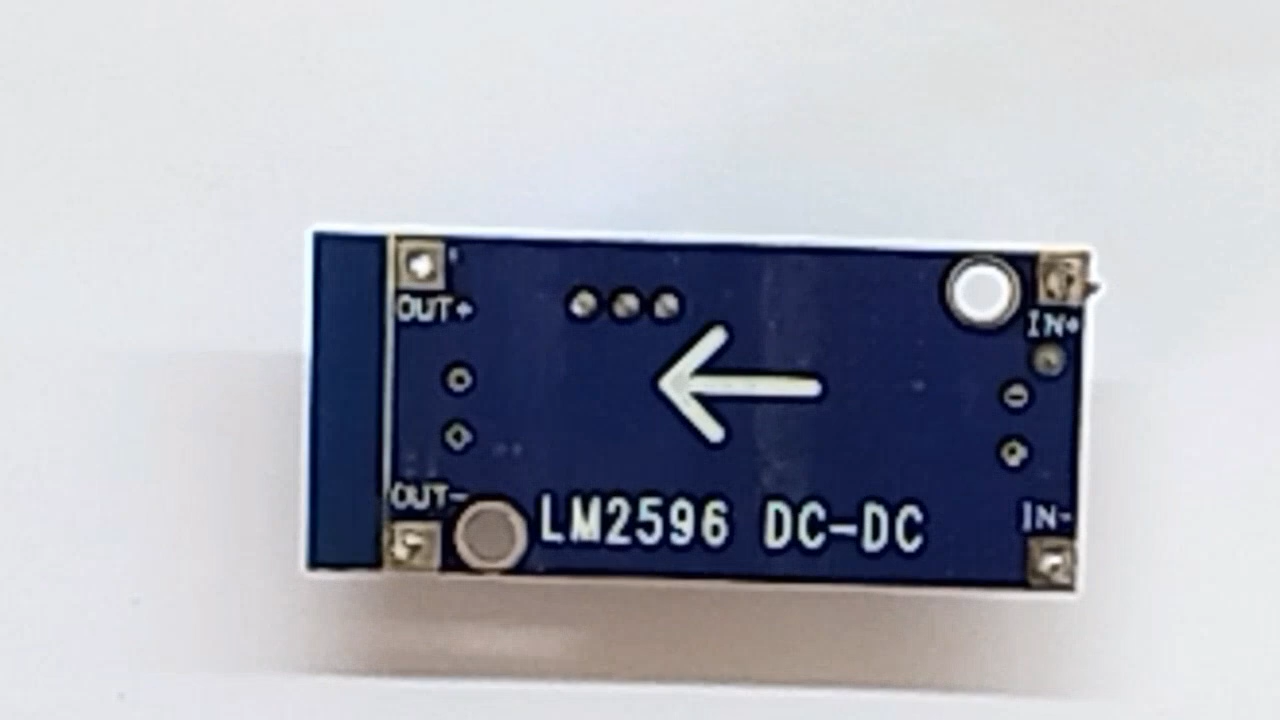 OUT+
IN+
OUT-
IN-
LM2596 DC-DC